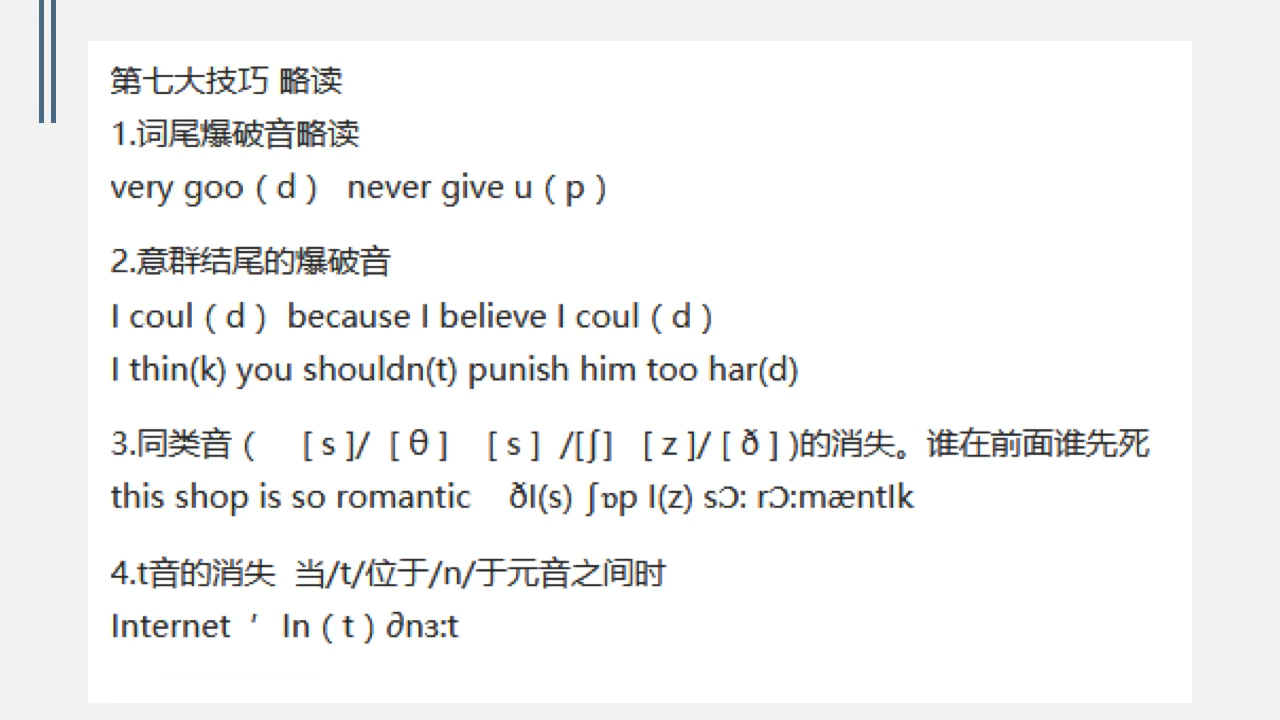 第七大技巧 略读
1.词尾爆破音略读
very goo ( d )   never give u ( p )
2.意群结尾的爆破音
I coul ( d )  because I believe I coul ( d )
I thin(k) you shouldn(t) punish him too har(d)
3.同类音 (     [ s ]/  [ θ ]    [ s ]  /[ʃ]   [ z ]/ [ ð ] )的消失。谁在前面谁先死
this shop is so romantic    ðI(s) ʃɒp I(z) sɔ: rɔ:mæntIk
4.t音的消失  当/t/位于/n/于元音之间时
Internet  ′  In ( t ) ∂nɜ:t